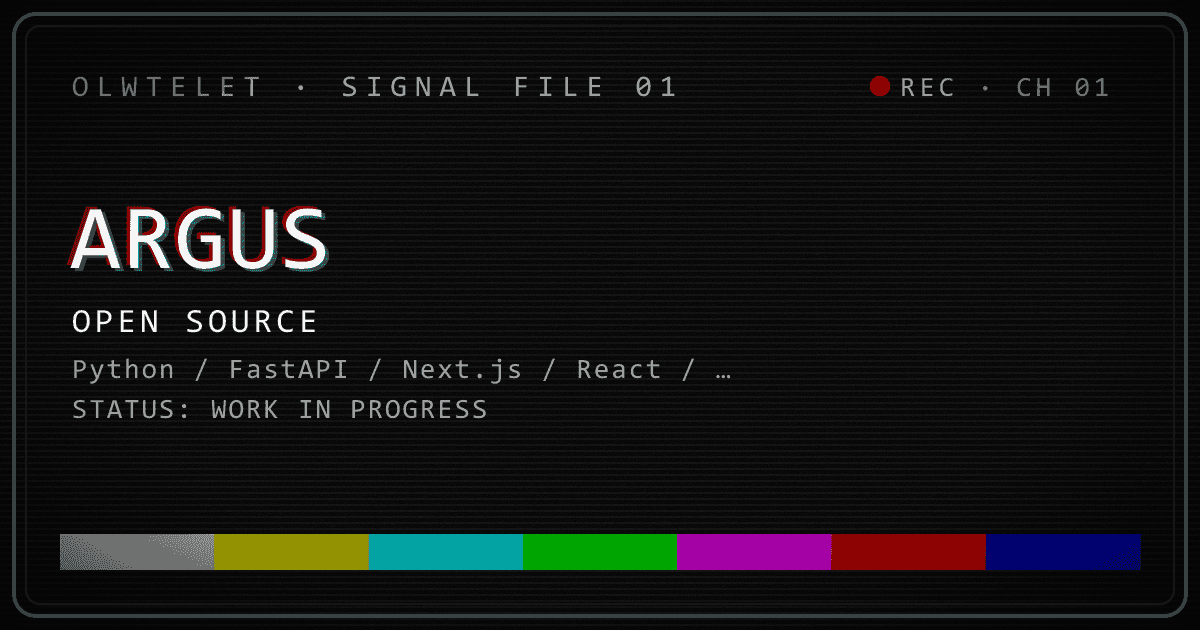 OLWTELET · SIGNAL FILE 01
REC · CH 01
ARGUS
OPEN SOURCE
Python / FastAPI / Next.js / React / …
STATUS: WORK IN PROGRESS